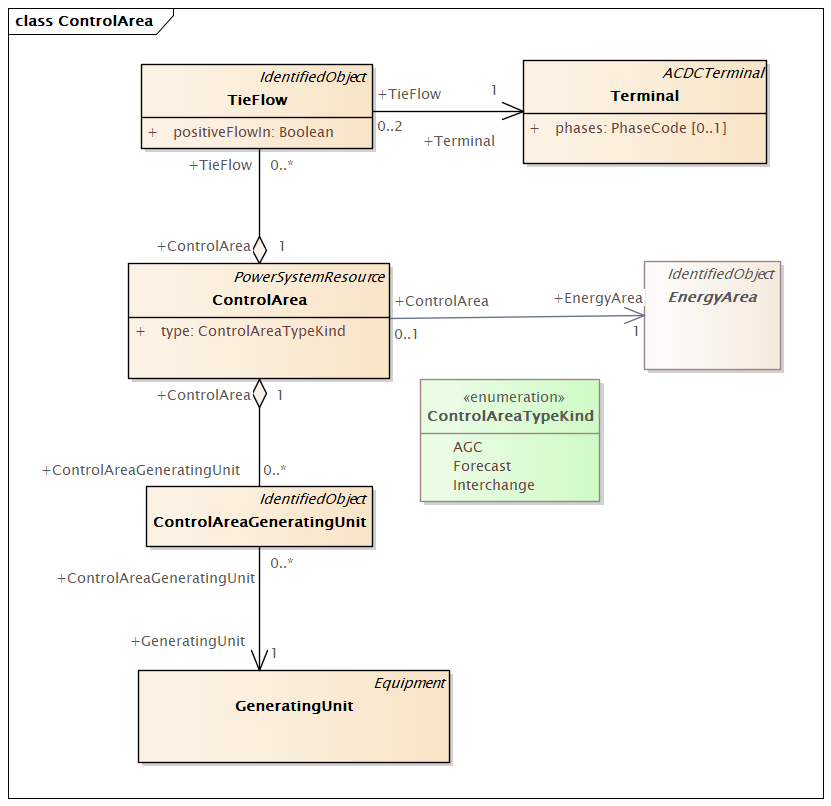 class ControlArea
IdentifiedObject
TieFlow
+ positiveFlowIn: Boolean
+TieFlow
1
0..2
+Terminal
ACDCTerminal
Terminal
+ phases: PhaseCode [0..1]
+TieFlow
0..*
+ControlArea
1
PowerSystemResource
ControlArea
+ type: ControlAreaTypeKind
+ControlArea
+EnergyArea
0..1
1
IdentifiedObject
EnergyArea
+ControlArea
1
«enumeration»
ControlAreaTypeKind
AGC
Forecast
Interchange
+ControlAreaGeneratingUnit
0..*
IdentifiedObject
ControlAreaGeneratingUnit
0..*
+ControlAreaGeneratingUnit
+GeneratingUnit
1
Equipment
GeneratingUnit